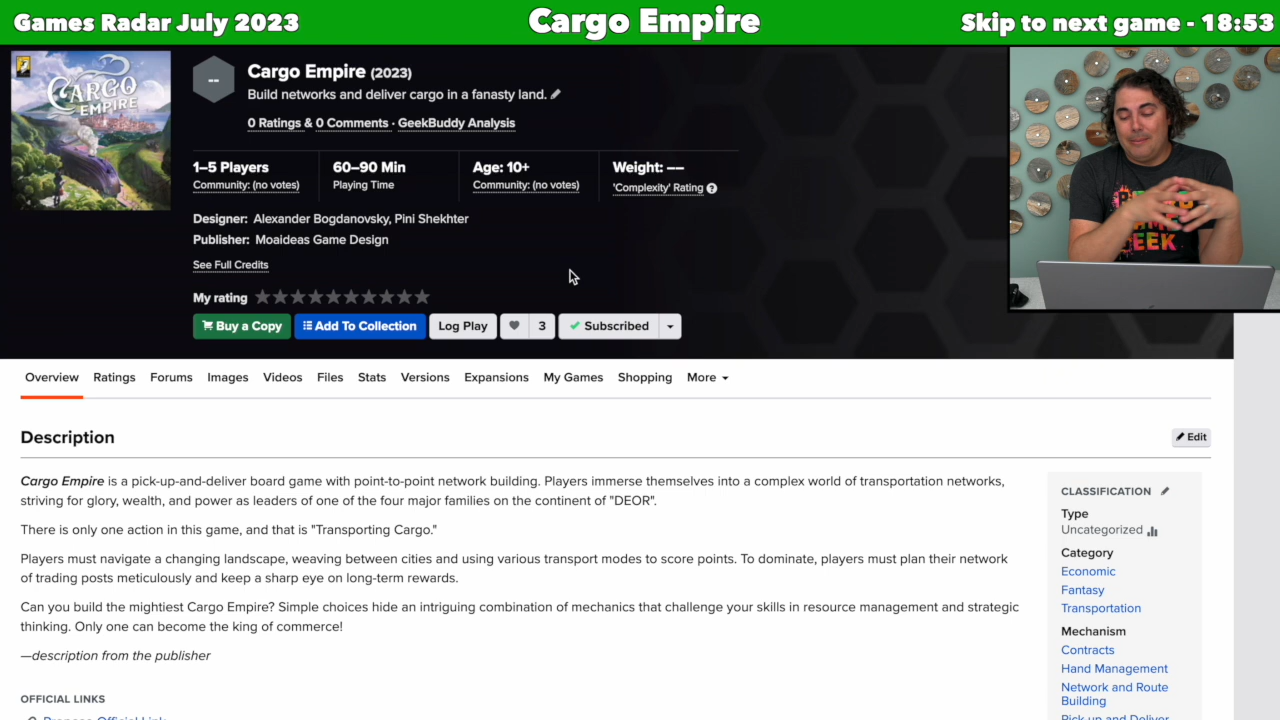 Games Radar July 2023
Cargo Empire
Skip to next game - 18:53
CARGO
EMPIRE
--
Cargo Empire (2023)
Build networks and deliver cargo in a fanasty land.
0 Ratings & 0 Comments · GeekBuddy Analysis
1–5 Players
Community: (no votes)
60–90 Min
Playing Time
Age: 10+
Community: (no votes)
Weight: ––
'Complexity' Rating ?
Designer: Alexander Bogdanovsky, Pini Shekhter
Publisher: Moaideas Game Design
See Full Credits
My rating
Buy a Copy
Add To Collection
Log Play
3
Subscribed
GEEK
Overview
Ratings
Forums
Images
Videos
Files
Stats
Versions
Expansions
My Games
Shopping
More
Description
Edit
Cargo Empire is a pick-up-and-deliver board game with point-to-point network building. Players immerse themselves into a complex world of transportation networks,
striving for glory, wealth, and power as leaders of one of the four major families on the continent of "DEOR".
There is only one action in this game, and that is "Transporting Cargo."
Players must navigate a changing landscape, weaving between cities and using various transport modes to score points. To dominate, players must plan their network
of trading posts meticulously and keep a sharp eye on long-term rewards.
Can you build the mightiest Cargo Empire? Simple choices hide an intriguing combination of mechanics that challenge your skills in resource management and strategic
thinking. Only one can become the king of commerce!
—description from the publisher
OFFICIAL LINKS
CLASSIFICATION
Type
Uncategorized
Category
Economic
Fantasy
Transportation
Mechanism
Contracts
Hand Management
Network and Route
Building
Pick-up and Deliver